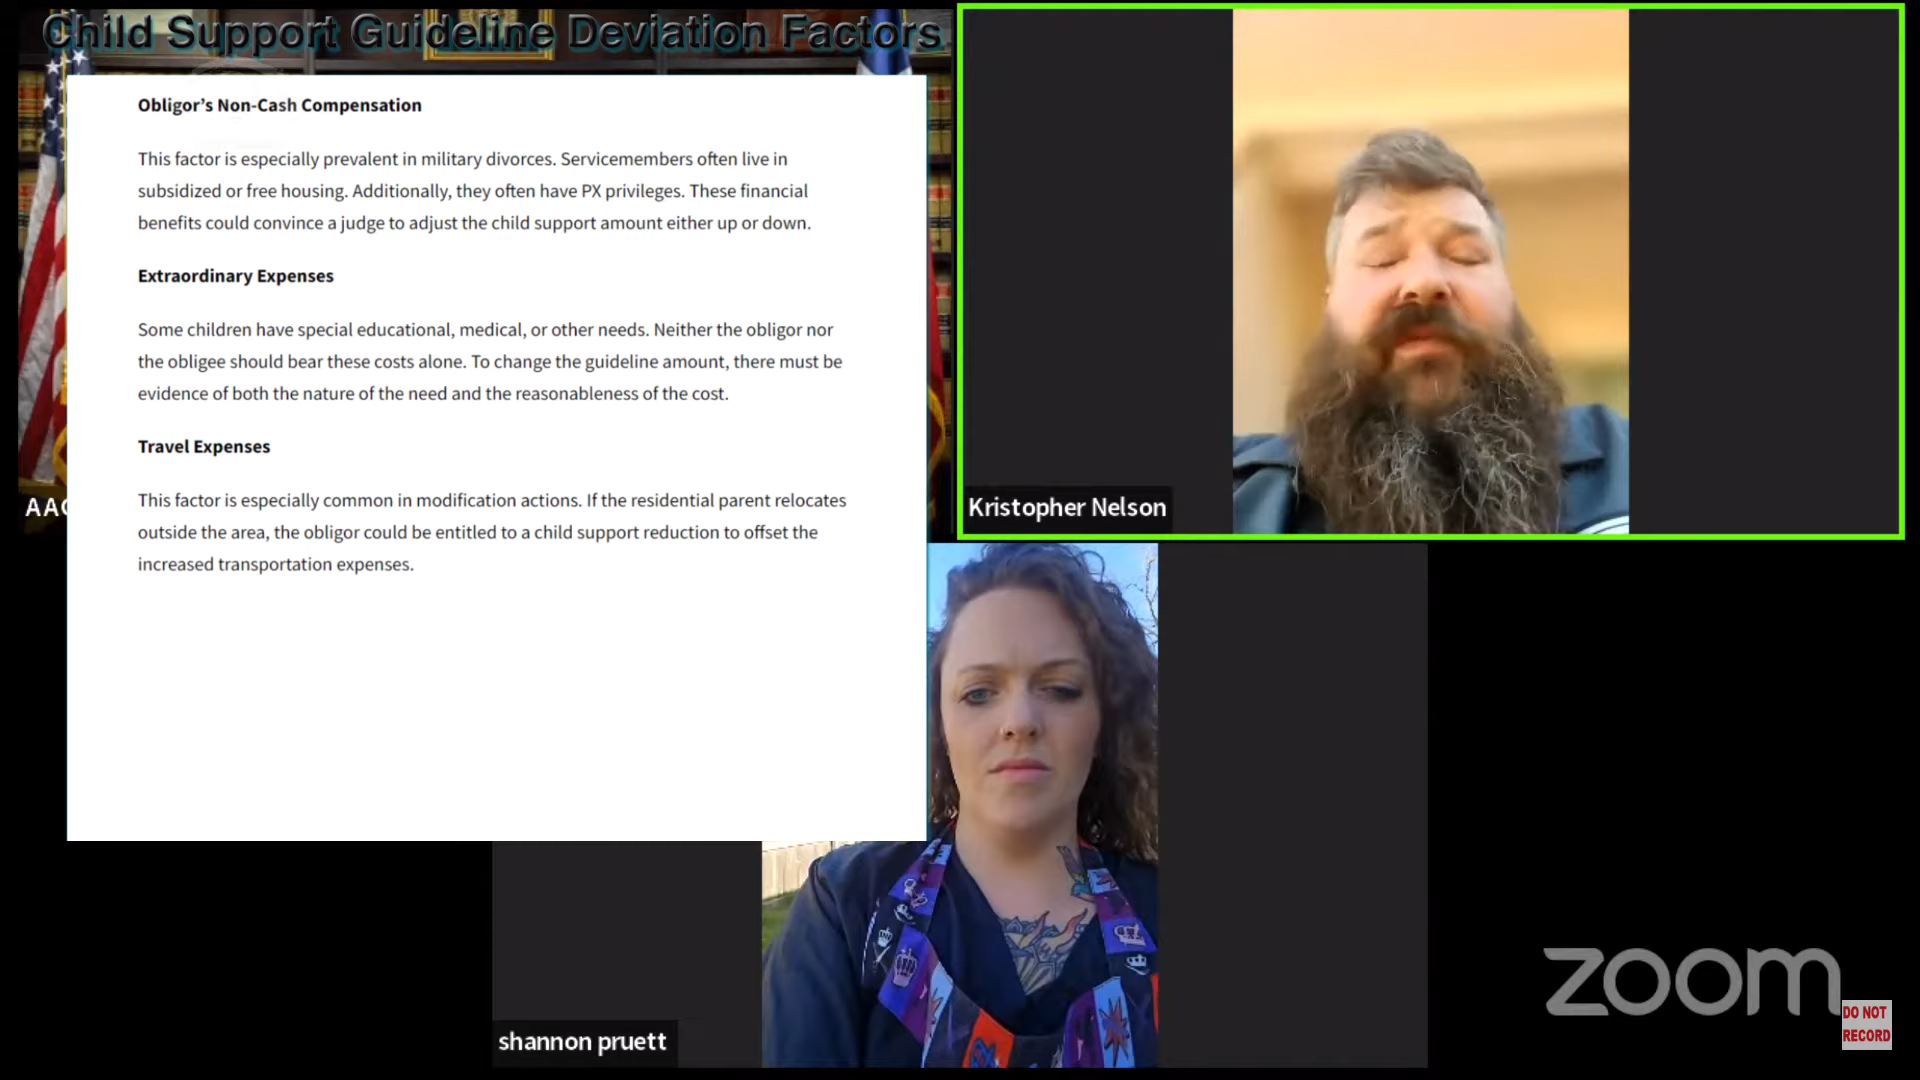 Child Support Guideline Deviation Factors
Obligor’s Non-Cash Compensation
This factor is especially prevalent in military divorces. Servicemembers often live in
subsidized or free housing. Additionally, they often have PX privileges. These financial
benefits could convince a judge to adjust the child support amount either up or down.
Extraordinary Expenses
Some children have special educational, medical, or other needs. Neither the obligor nor
the obligee should bear these costs alone. To change the guideline amount, there must be
evidence of both the nature of the need and the reasonableness of the cost.
Travel Expenses
This factor is especially common in modification actions. If the residential parent relocates
outside the area, the obligor could be entitled to a child support reduction to offset the
increased transportation expenses.
Kristopher Nelson
shannon pruett
zoom
DO NOT
RECORD